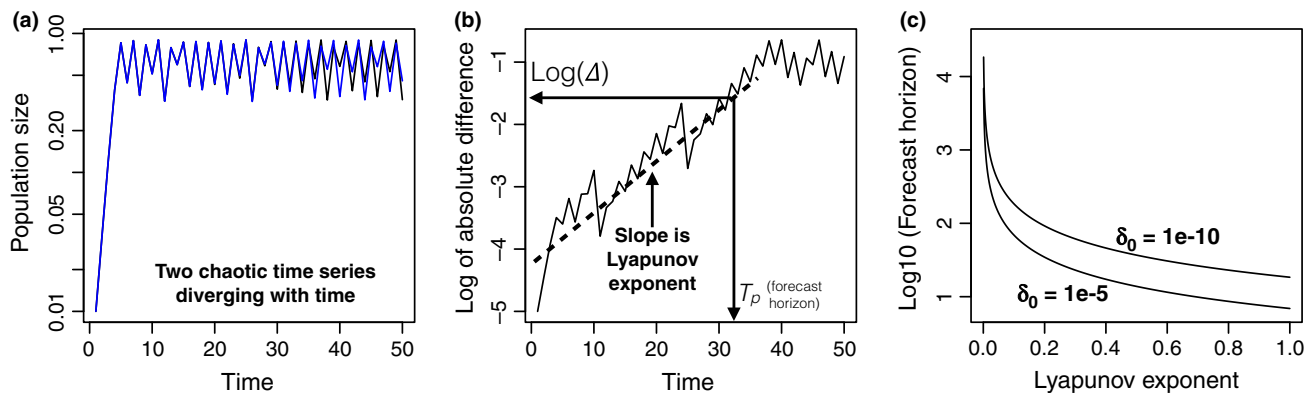 (a)
Population size
1.00
0.20
0.05
0.01
Two chaotic time series
diverging with time
0 10 20 30 40 50
Time
(b)
Log of absolute difference
−1
−2
−3
−4
−5
Log(Δ)
Slope is
Lyapunov
exponent
Tp (forecast
horizon)
0 10 20 30 40 50
Time
(c)
Log10 (Forecast horizon)
4
3
2
1
δ0 = 1e-10
δ0 = 1e-5
0.0 0.2 0.4 0.6 0.8 1.0
Lyapunov exponent